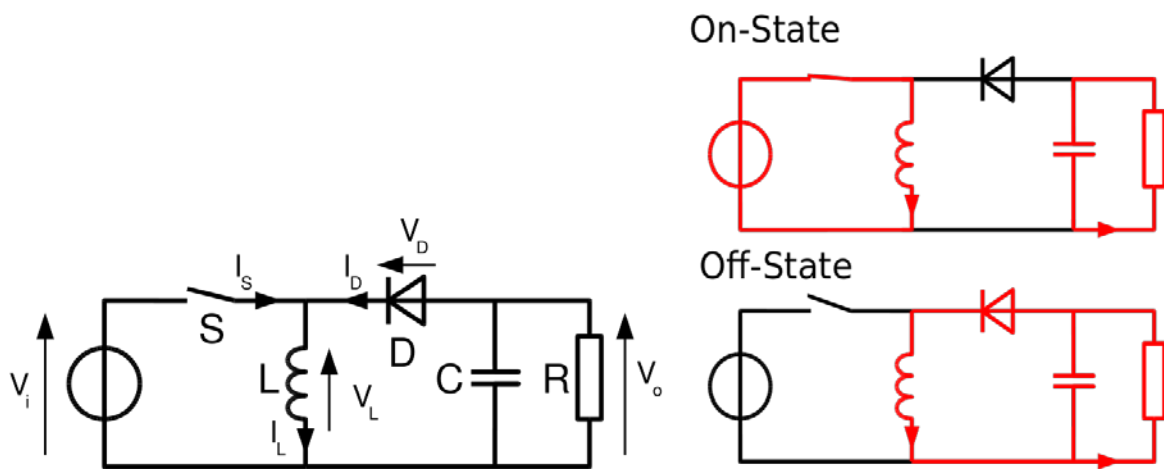 On-State
Off-State
V_D
I_S
I_D
S
D
V_i
L
V_L
I_L
C
R
V_o